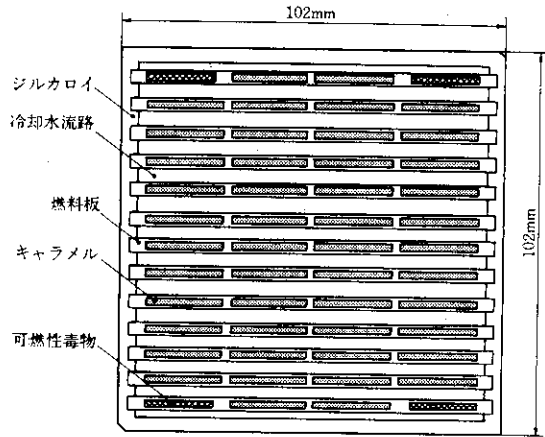 102mm
ジルカロイ
冷却水流路
燃料板
キャラメル
可燃性毒物
102mm